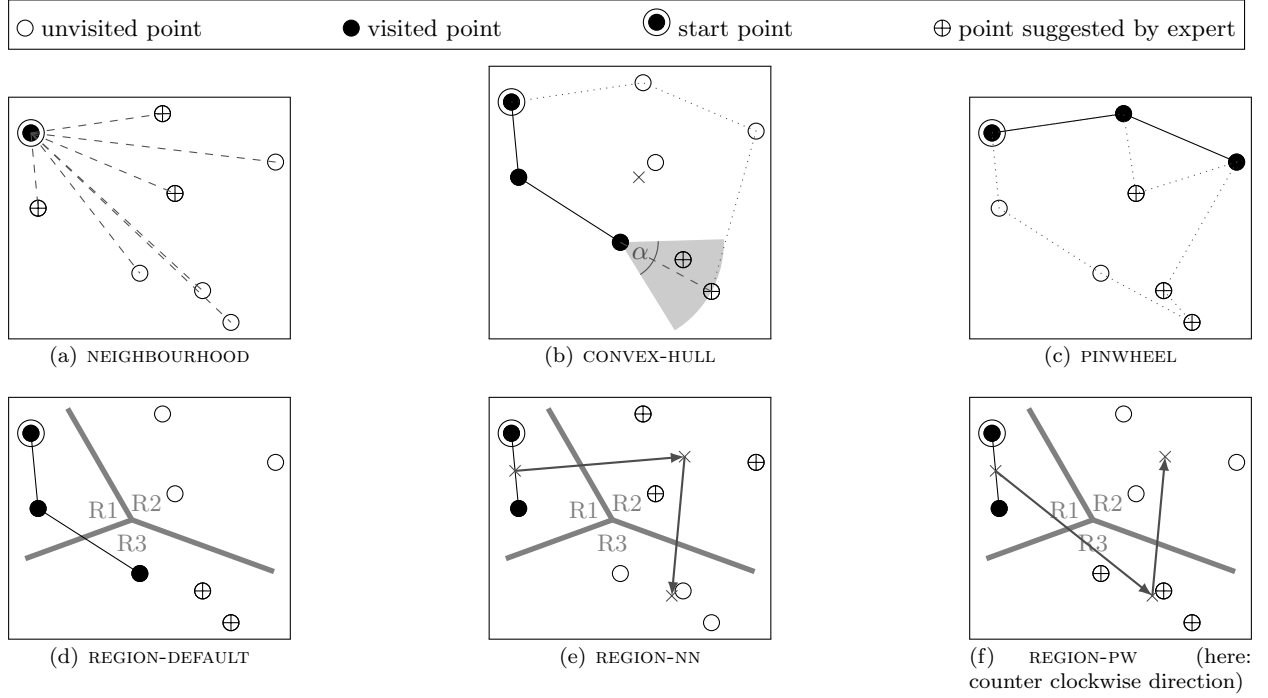 unvisited point visited point start point point suggested by expert
α
(a) NEIGHBOURHOOD (b) CONVEX-HULL (c) PINWHEEL
R1 R2 R3
R1 R2 R3
R1 R2 R3
(d) REGION-DEFAULT (e) REGION-NN (f) REGION-PW (here:
counter clockwise direction)